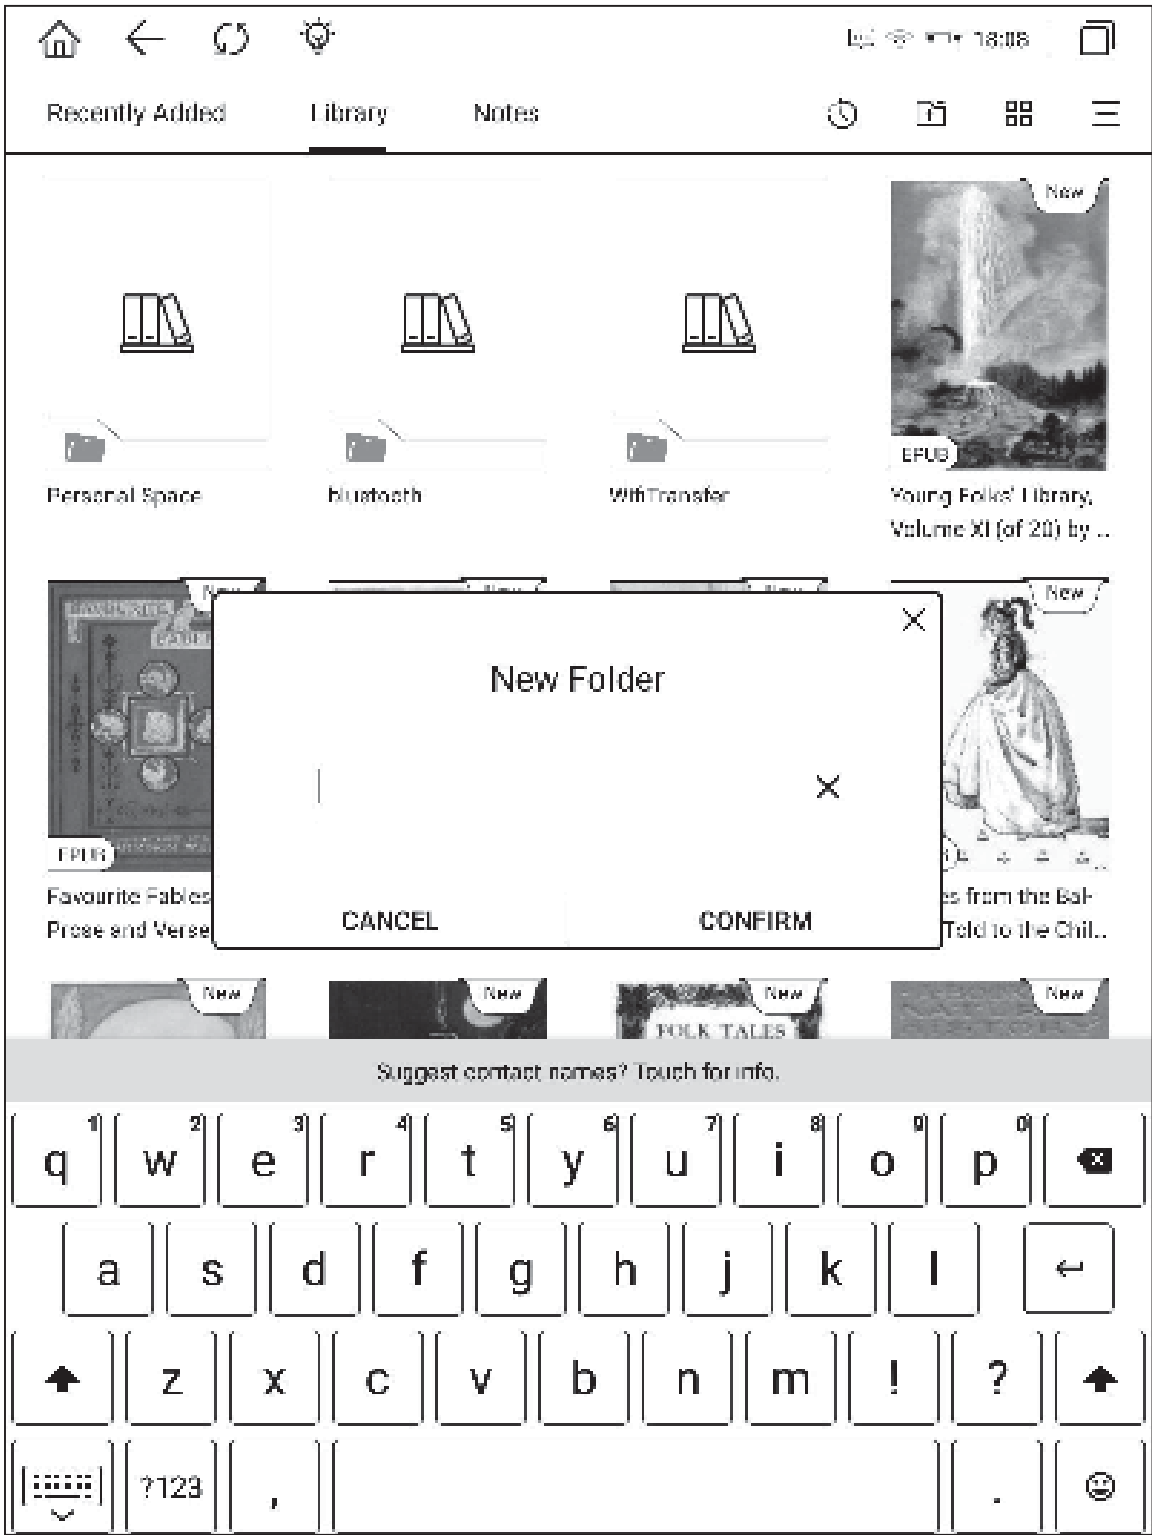 18:08
Recently Added Library Notes
New
EPUB
Personal Space bluetooth WifiTransfer Young Folks' Library,
Volume XI (of 20) by ...
New
New
EPUB
Favourite Fables
Prose and Verse
es from the Bal-
Told to the Chil...
New Folder
CANCEL CONFIRM
New New New New
FOLK TALES
Suggest contact names? Touch for info.
1 2 3 4 5 6 7 8 9 0
q w e r t y u i o p
a s d f g h j k l
z x c v b n m ! ?
?123 , .